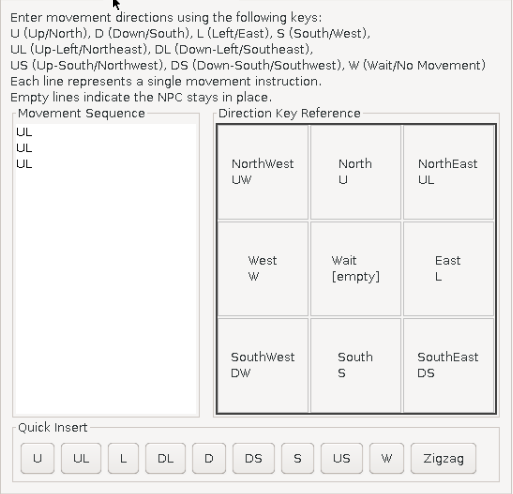 Enter movement directions using the following keys:
U (Up/North), D (Down/South), L (Left/East), S (South/West),
UL (Up-Left/Northeast), DL (Down-Left/Southeast),
US (Up-South/Northwest), DS (Down-South/Southwest), W (Wait/No Movement)
Each line represents a single movement instruction.
Empty lines indicate the NPC stays in place.
Movement Sequence
UL
UL
UL
Direction Key Reference
NorthWest
UW
North
U
NorthEast
UL
West
W
Wait
[empty]
East
L
SouthWest
DW
South
S
SouthEast
DS
Quick Insert
U
UL
L
DL
D
DS
S
US
W
Zigzag